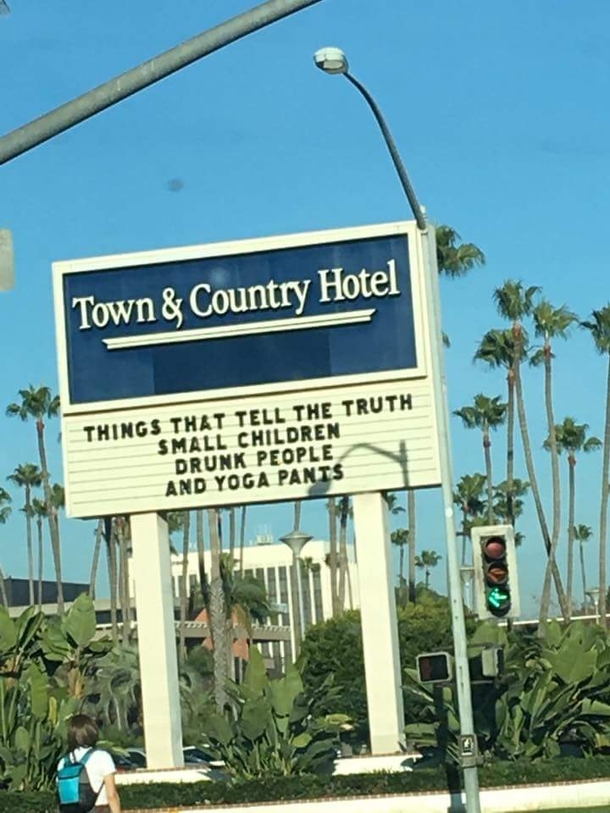 Town & Country Hotel
THINGS THAT TELL THE TRUTH
SMALL CHILDREN
DRUNK PEOPLE
AND YOGA PANTS